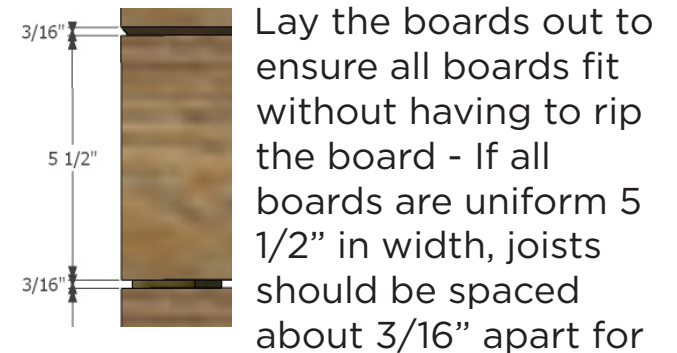 3/16"
5 1/2"
3/16"
Lay the boards out to
ensure all boards fit
without having to rip
the board - If all
boards are uniform 5
1/2” in width, joists
should be spaced
about 3/16” apart for